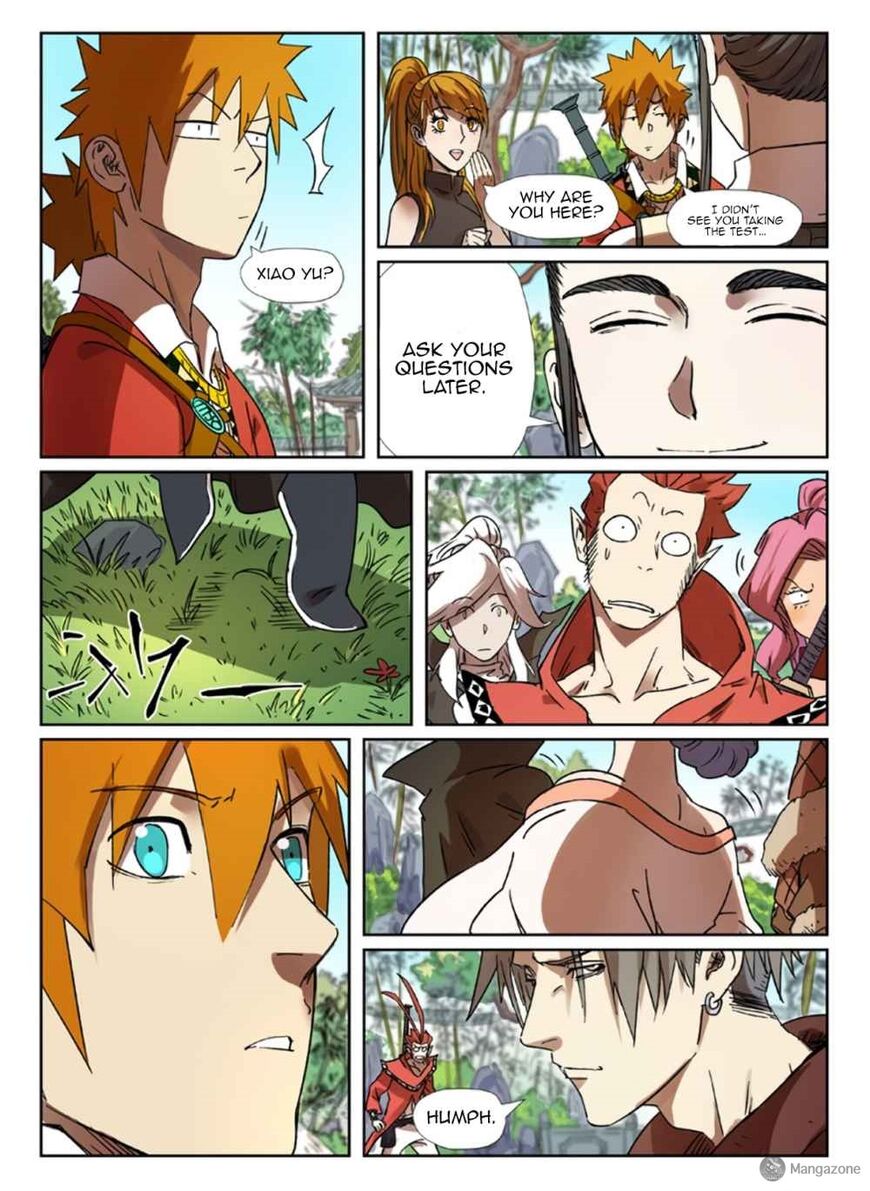 XIAO YU?
WHY ARE
YOU HERE?
I DIDN'T
SEE YOU TAKING
THE TEST...
ASK YOUR
QUESTIONS
LATER.
HUMPH.
Mangazone